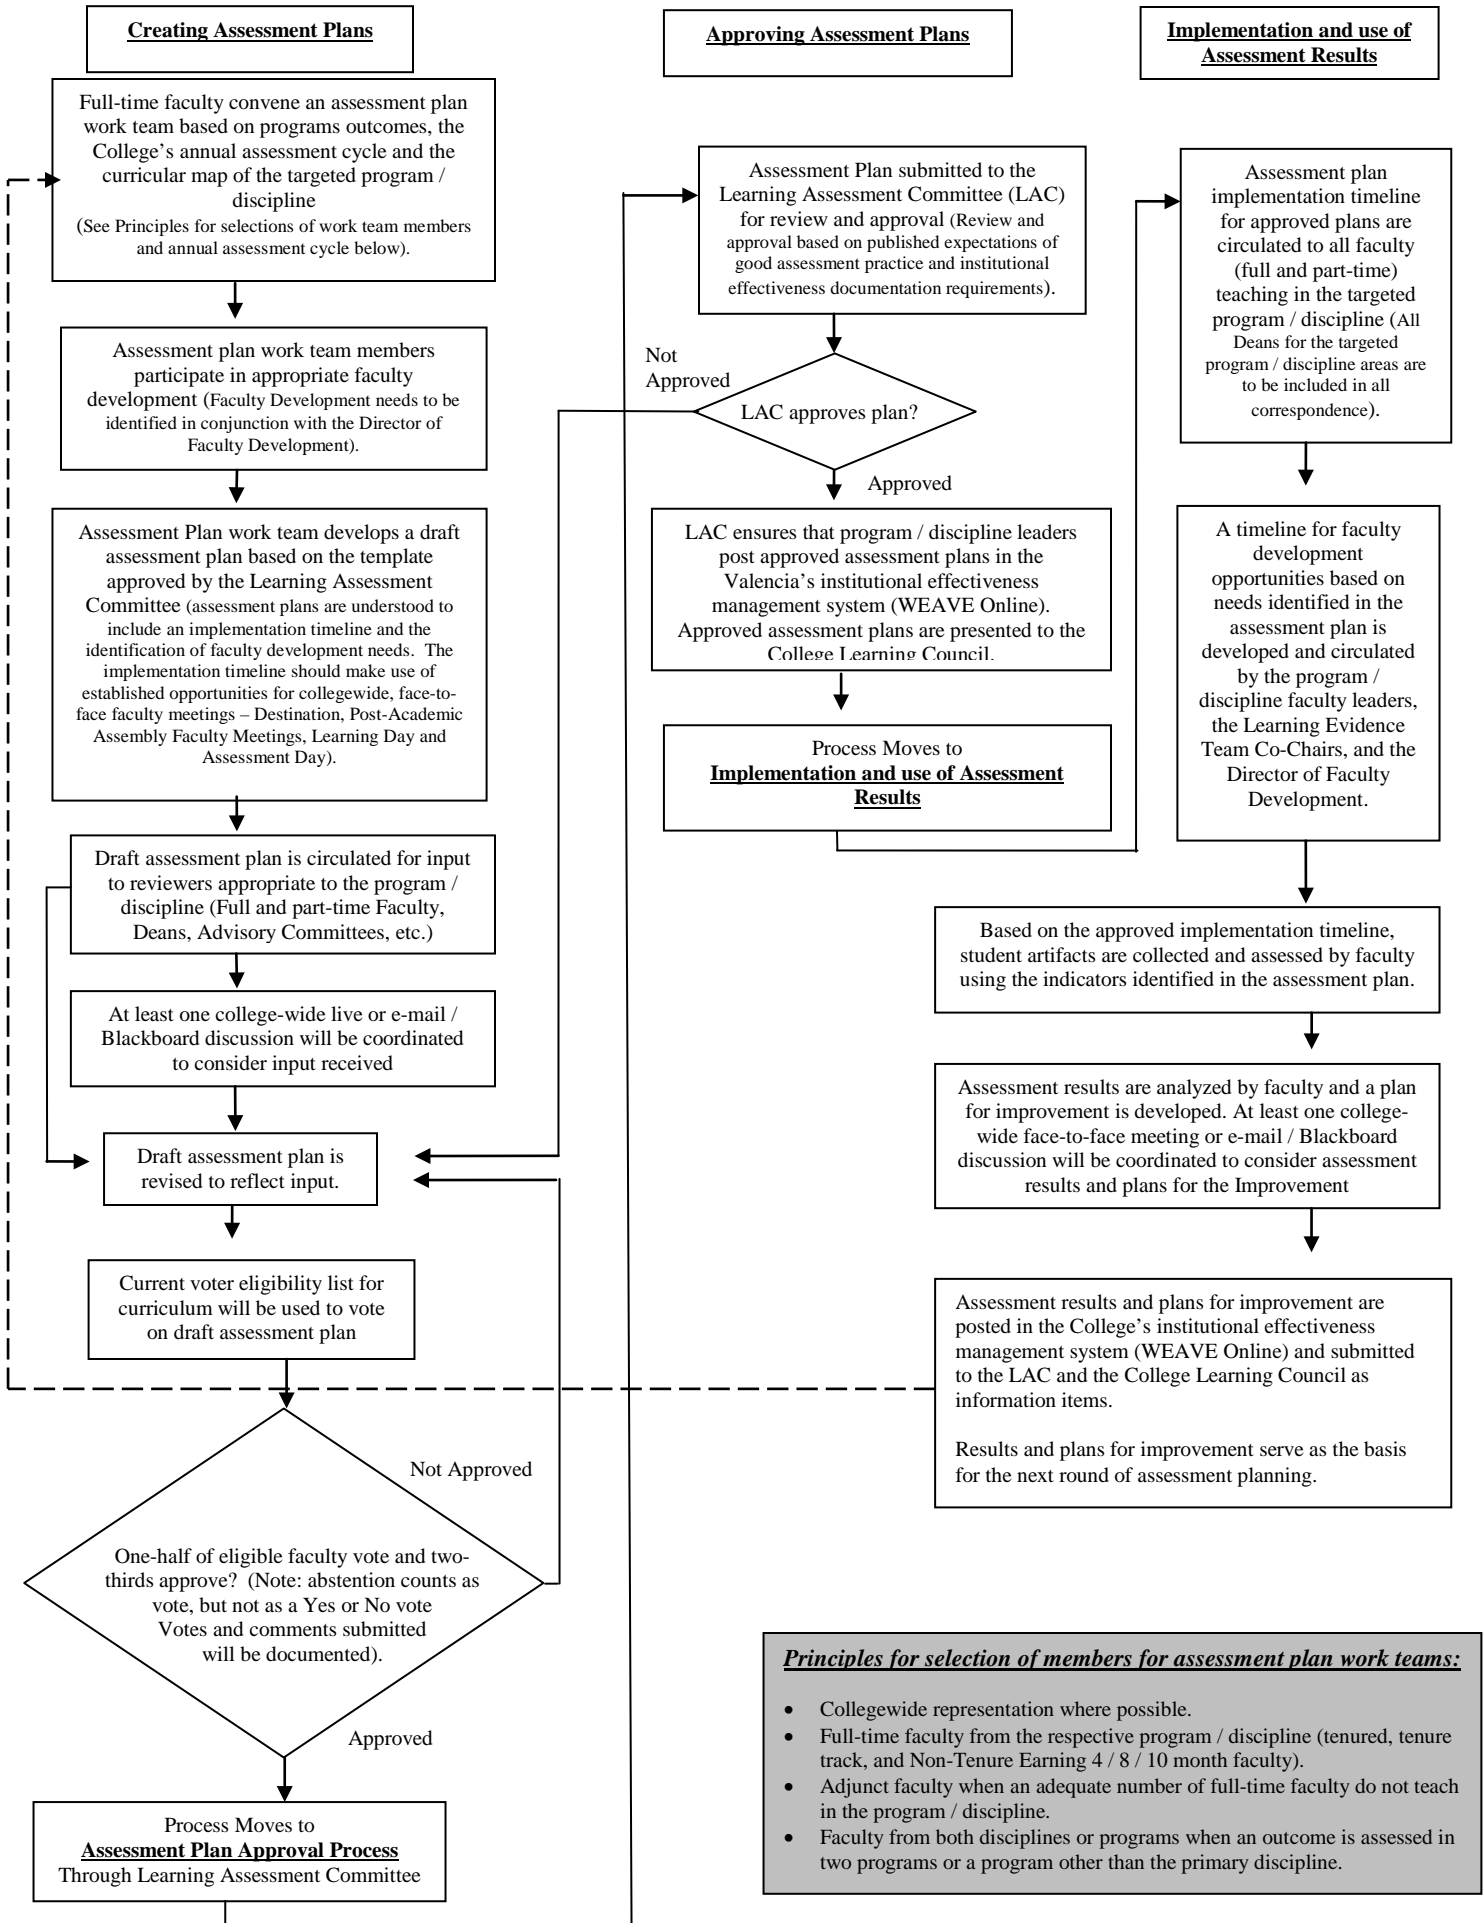 Creating Assessment Plans
Full-time faculty convene an assessment plan
work team based on programs outcomes, the
College’s annual assessment cycle and the
curricular map of the targeted program /
discipline
(See Principles for selections of work team members
and annual assessment cycle below).
Assessment plan work team members
participate in appropriate faculty
development (Faculty Development needs to be
identified in conjunction with the Director of
Faculty Development).
Assessment Plan work team develops a draft
assessment plan based on the template
approved by the Learning Assessment
Committee (assessment plans are understood to
include an implementation timeline and the
identification of faculty development needs. The
implementation timeline should make use of
established opportunities for collegewide, face-to-
face faculty meetings – Destination, Post-Academic
Assembly Faculty Meetings, Learning Day and
Assessment Day).
Draft assessment plan is circulated for input
to reviewers appropriate to the program /
discipline (Full and part-time Faculty,
Deans, Advisory Committees, etc.)
At least one college-wide live or e-mail /
Blackboard discussion will be coordinated
to consider input received
Draft assessment plan is
revised to reflect input.
Current voter eligibility list for
curriculum will be used to vote
on draft assessment plan
Not Approved
One-half of eligible faculty vote and two-
thirds approve? (Note: abstention counts as
vote, but not as a Yes or No vote
Votes and comments submitted
will be documented).
Approved
Process Moves to
Assessment Plan Approval Process
Through Learning Assessment Committee
Approving Assessment Plans
Assessment Plan submitted to the
Learning Assessment Committee (LAC)
for review and approval (Review and
approval based on published expectations of
good assessment practice and institutional
effectiveness documentation requirements).
Not
Approved
LAC approves plan?
Approved
LAC ensures that program / discipline leaders
post approved assessment plans in the
Valencia’s institutional effectiveness
management system (WEAVE Online).
Approved assessment plans are presented to the
College Learning Council.
Process Moves to
Implementation and use of Assessment
Results
Implementation and use of
Assessment Results
Assessment plan
implementation timeline
for approved plans are
circulated to all faculty
(full and part-time)
teaching in the targeted
program / discipline (All
Deans for the targeted
program / discipline areas are
to be included in all
correspondence).
A timeline for faculty
development
opportunities based on
needs identified in the
assessment plan is
developed and circulated
by the program /
discipline faculty leaders,
the Learning Evidence
Team Co-Chairs, and the
Director of Faculty
Development.
Based on the approved implementation timeline,
student artifacts are collected and assessed by faculty
using the indicators identified in the assessment plan.
Assessment results are analyzed by faculty and a plan
for improvement is developed. At least one college-
wide face-to-face meeting or e-mail / Blackboard
discussion will be coordinated to consider assessment
results and plans for the Improvement
Assessment results and plans for improvement are
posted in the College’s institutional effectiveness
management system (WEAVE Online) and submitted
to the LAC and the College Learning Council as
information items.
Results and plans for improvement serve as the basis
for the next round of assessment planning.
Principles for selection of members for assessment plan work teams:
• Collegewide representation where possible.
• Full-time faculty from the respective program / discipline (tenured, tenure
track, and Non-Tenure Earning 4 / 8 / 10 month faculty).
• Adjunct faculty when an adequate number of full-time faculty do not teach
in the program / discipline.
• Faculty from both disciplines or programs when an outcome is assessed in
two programs or a program other than the primary discipline.